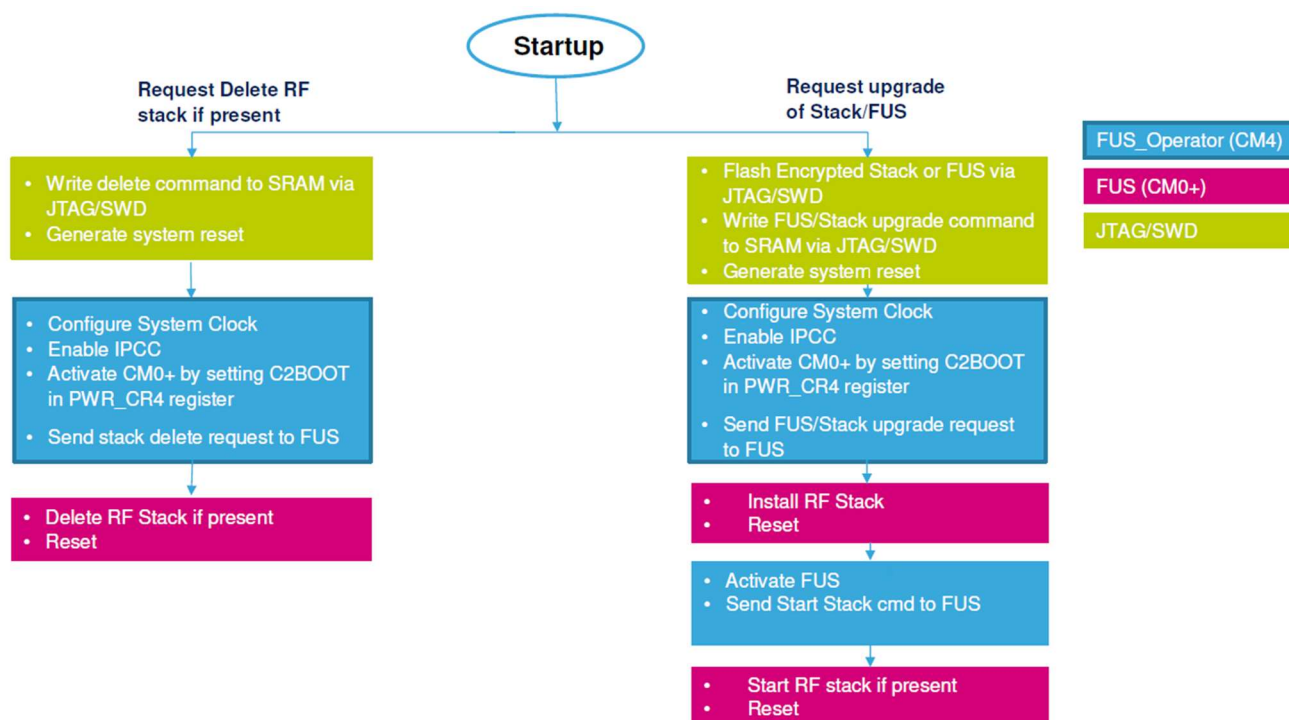 Startup
Request Delete RF
stack if present
Request upgrade
of Stack/FUS
• Write delete command to SRAM via
JTAG/SWD
• Generate system reset
• Configure System Clock
• Enable IPCC
• Activate CM0+ by setting C2BOOT
in PWR_CR4 register
• Send stack delete request to FUS
• Delete RF Stack if present
• Reset
• Flash Encrypted Stack or FUS via
JTAG/SWD
• Write FUS/Stack upgrade command
to SRAM via JTAG/SWD
• Generate system reset
• Configure System Clock
• Enable IPCC
• Activate CM0+ by setting C2BOOT
in PWR_CR4 register
• Send FUS/Stack upgrade request
to FUS
• Install RF Stack
• Reset
• Activate FUS
• Send Start Stack cmd to FUS
• Start RF stack if present
• Reset
FUS_Operator (CM4)
FUS (CM0+)
JTAG/SWD